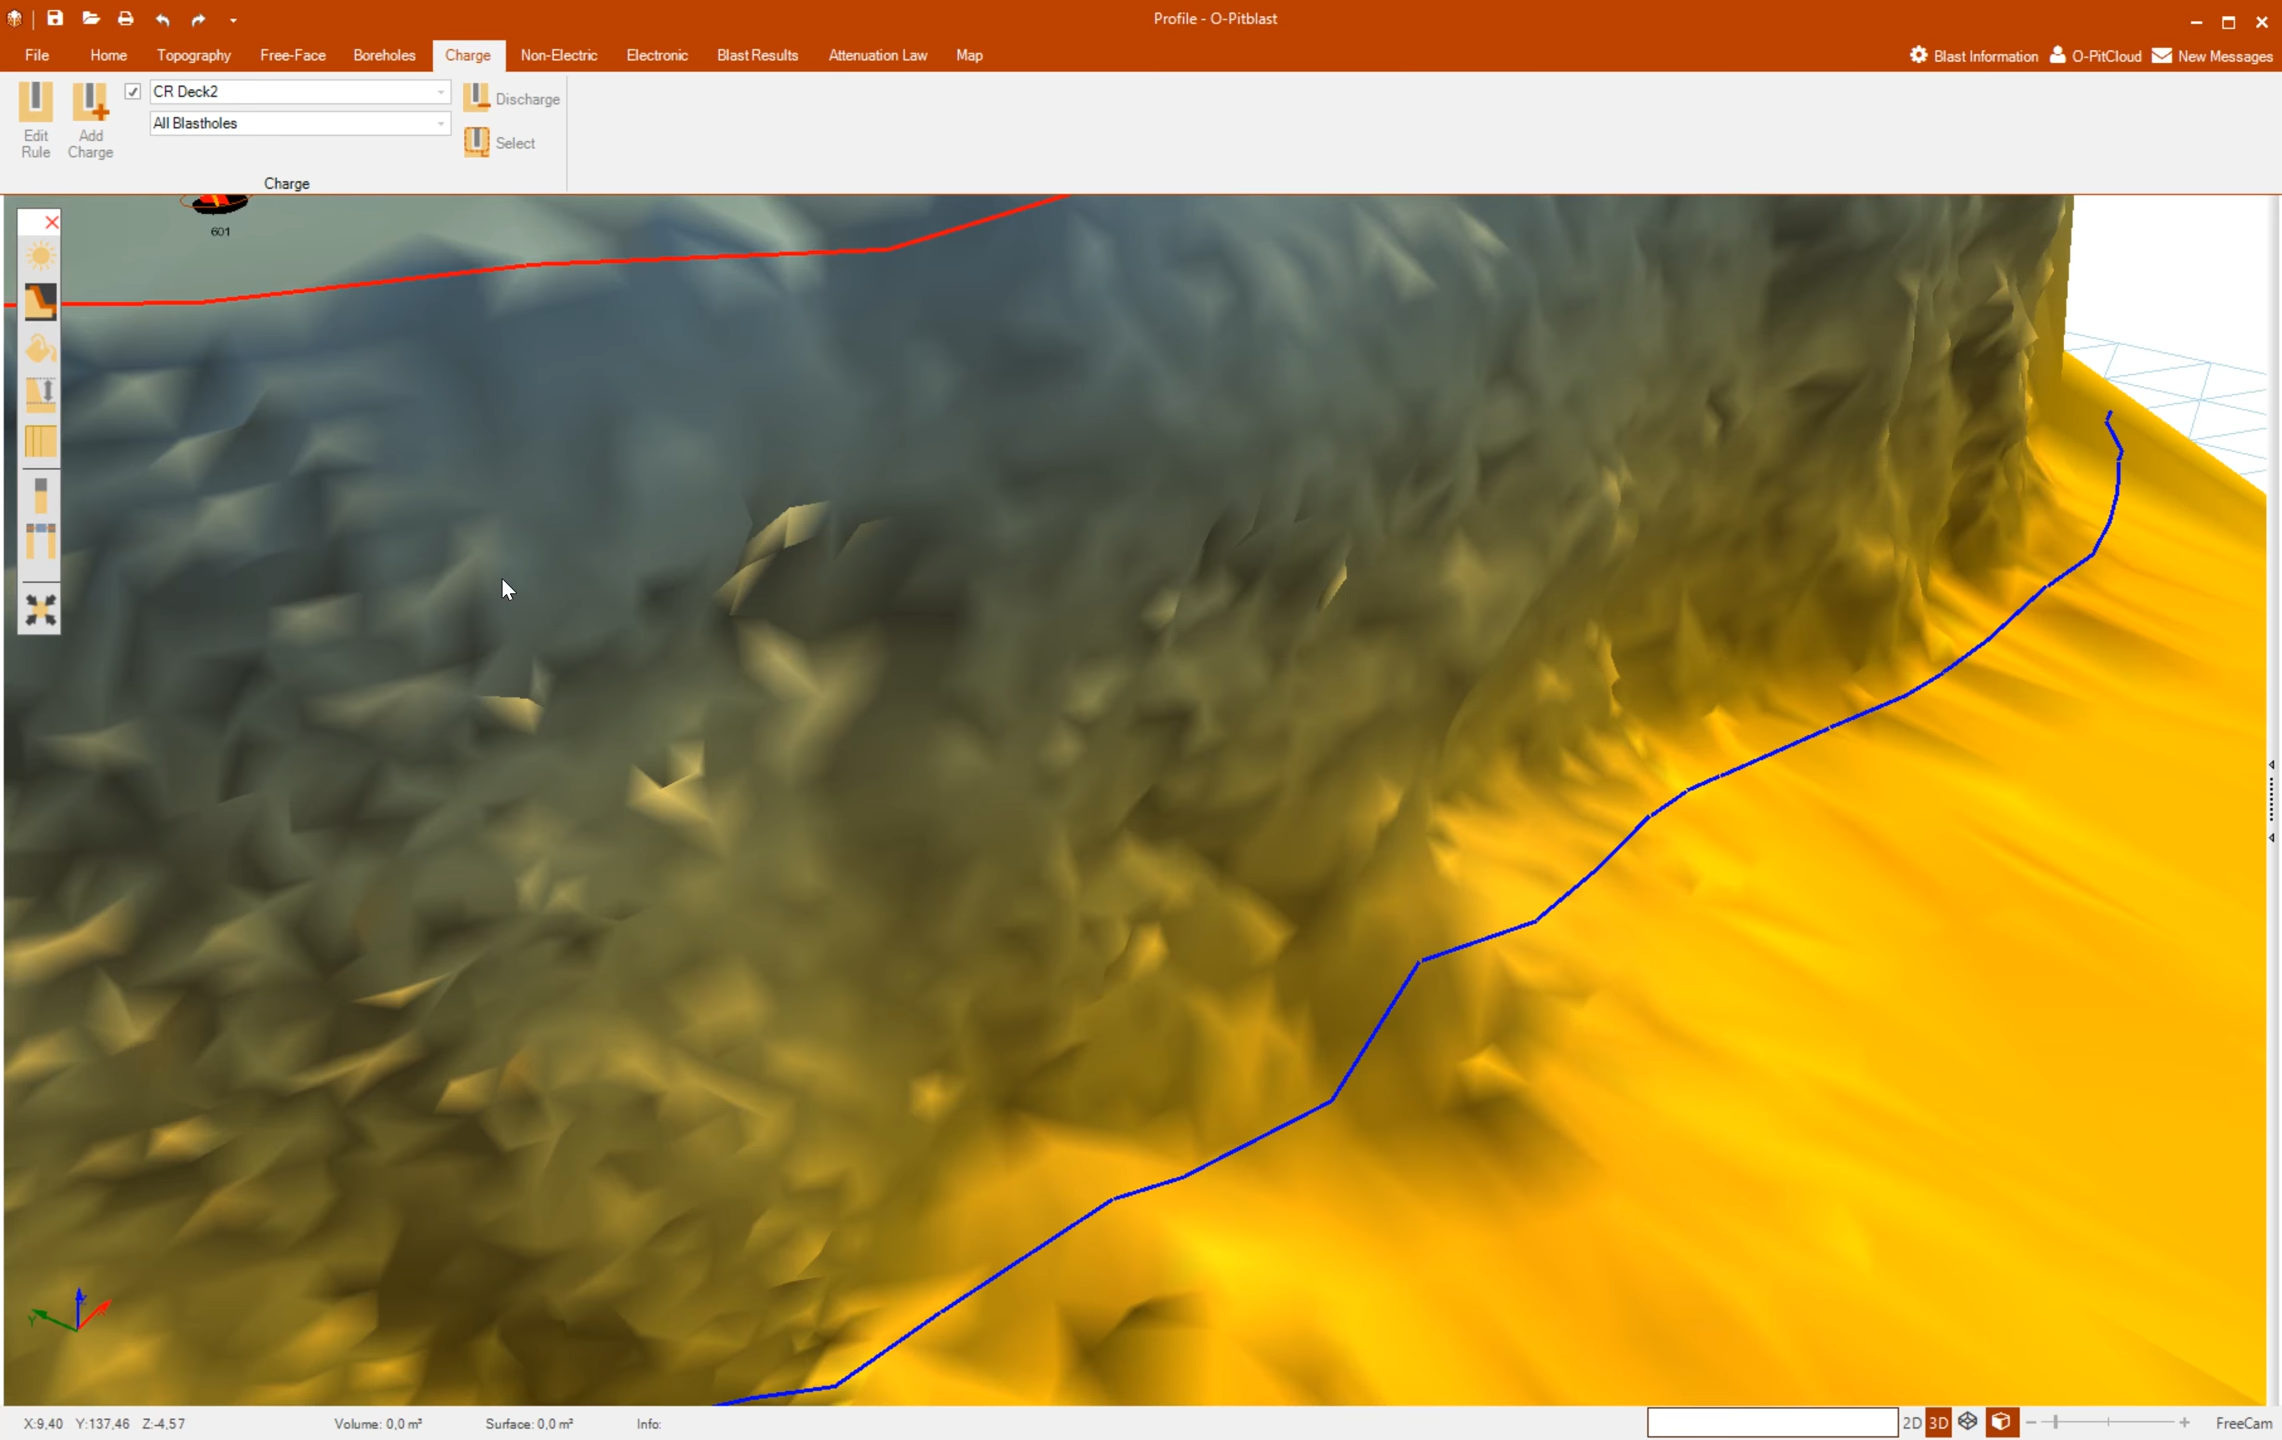 Profile - O-Pitblast
File Home Topography Free-Face Boreholes Charge Non-Electric Electronic Blast Results Attenuation Law Map Blast Information O-PitCloud New Messages
Edit Rule
Add Charge
CR Deck2
All Blastholes
Discharge
Select
Charge
601
Y
X:9,40 Y:137,46 Z:-4,57 Volume: 0,0 m³ Surface: 0,0 m² Info: 2D 3D FreeCam